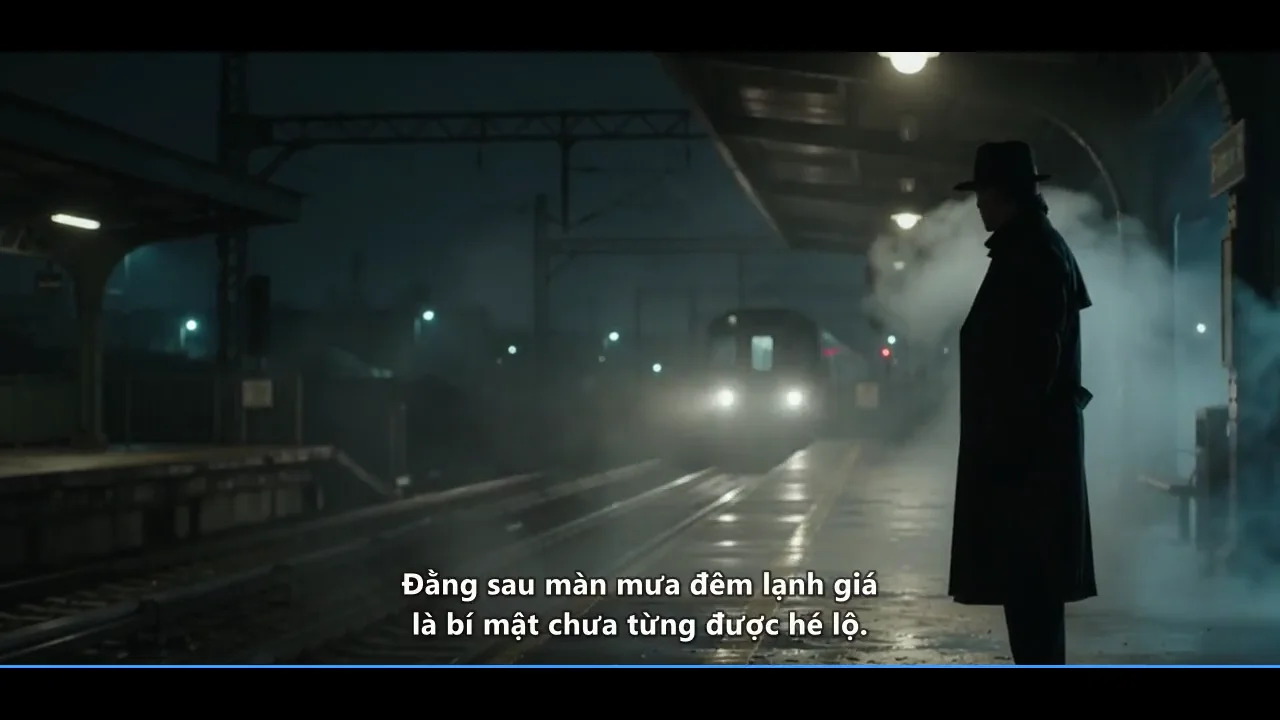 Đằng sau màn mưa đêm lạnh giá
là bí mật chưa từng được hé lộ.